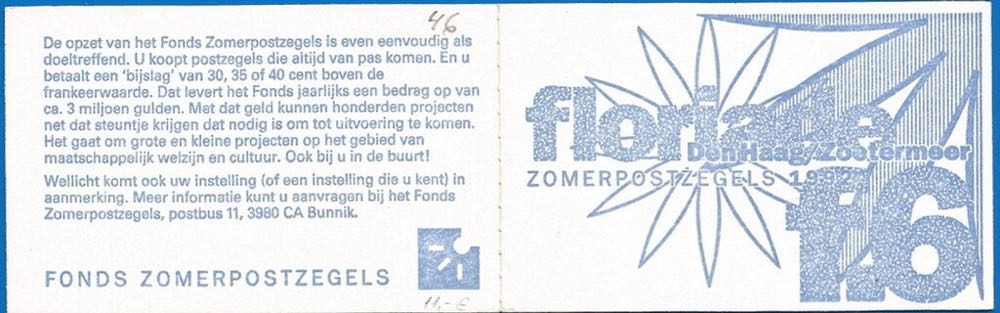 46
De opzet van het Fonds Zomerpostzegels is even eenvoudig als
doeltreffend. U koopt postzegels die altijd van pas komen. En u
betaalt een 'bijslag' van 30, 35 of 40 cent boven de
frankeerwaarde. Dat levert het Fonds jaarlijks een bedrag op van
ca. 3 miljoen gulden. Met dat geld kunnen honderden projecten
net dat steuntje krijgen dat nodig is om tot uitvoering te komen.
Het gaat om grote en kleine projecten op het gebied van
maatschappelijk welzijn en cultuur. Ook bij u in de buurt!
Wellicht komt ook uw instelling (of een instelling die u kent) in
aanmerking. Meer informatie kunt u aanvragen bij het Fonds
Zomerpostzegels, postbus 11, 3980 CA Bunnik.
FONDS ZOMERPOSTZEGELS
11,- €
floriade
Den Haag/Zoetermeer
ZOMERPOSTZEGELS 1992
f16